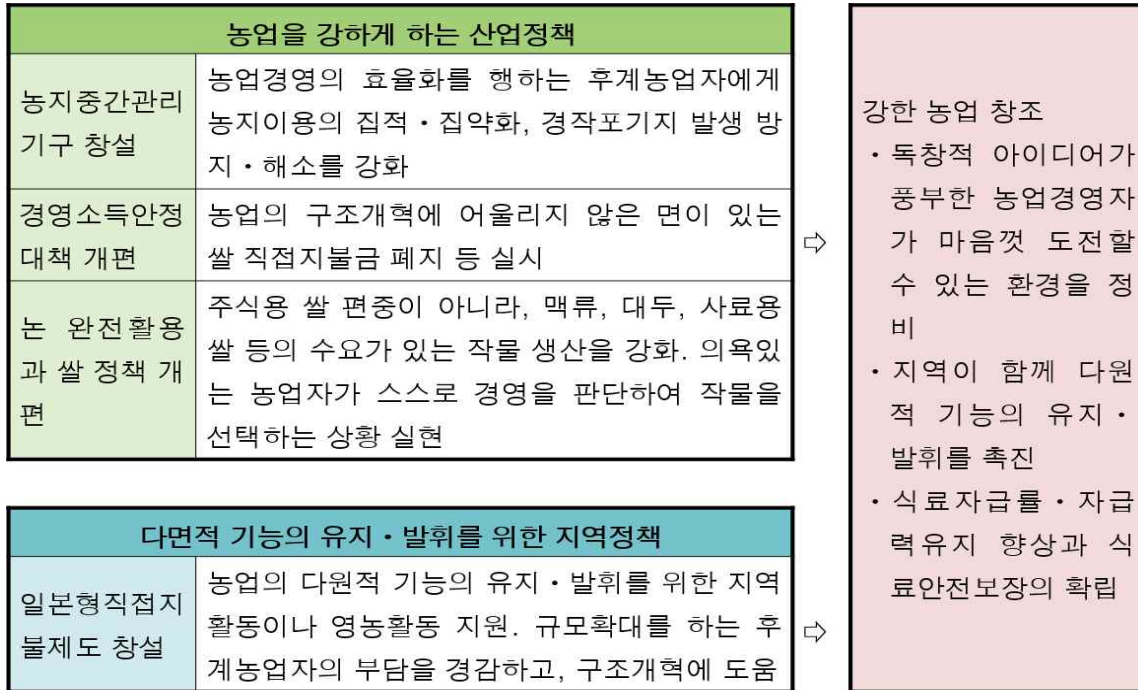 농업을 강하게 하는 산업정책
농지중간관리
기구 창설
농업경영의 효율화를 행하는 후계농업자에게
농지이용의 집적・집약화, 경작포기지 발생 방
지・해소를 강화
경영소득안정
대책 개편
농업의 구조개혁에 어울리지 않은 면이 있는
쌀 직접지불금 폐지 등 실시
논 완전활용
과 쌀 정책 개
편
주식용 쌀 편중이 아니라, 맥류, 대두, 사료용
쌀 등의 수요가 있는 작물 생산을 강화. 의욕있
는 농업자가 스스로 경영을 판단하여 작물을
선택하는 상황 실현
다면적 기능의 유지・발휘를 위한 지역정책
일본형직접지
불제도 창설
농업의 다원적 기능의 유지・발휘를 위한 지역
활동이나 영농활동 지원. 규모확대를 하는 후
계농업자의 부담을 경감하고, 구조개혁에 도움
⇨
⇨
강한 농업 창조
・독창적 아이디어가
풍부한 농업경영자
가 마음껏 도전할
수 있는 환경을 정
비
・지역이 함께 다원
적 기능의 유지・
발휘를 촉진
・식료자급률・자급
력유지 향상과 식
료안전보장의 확립